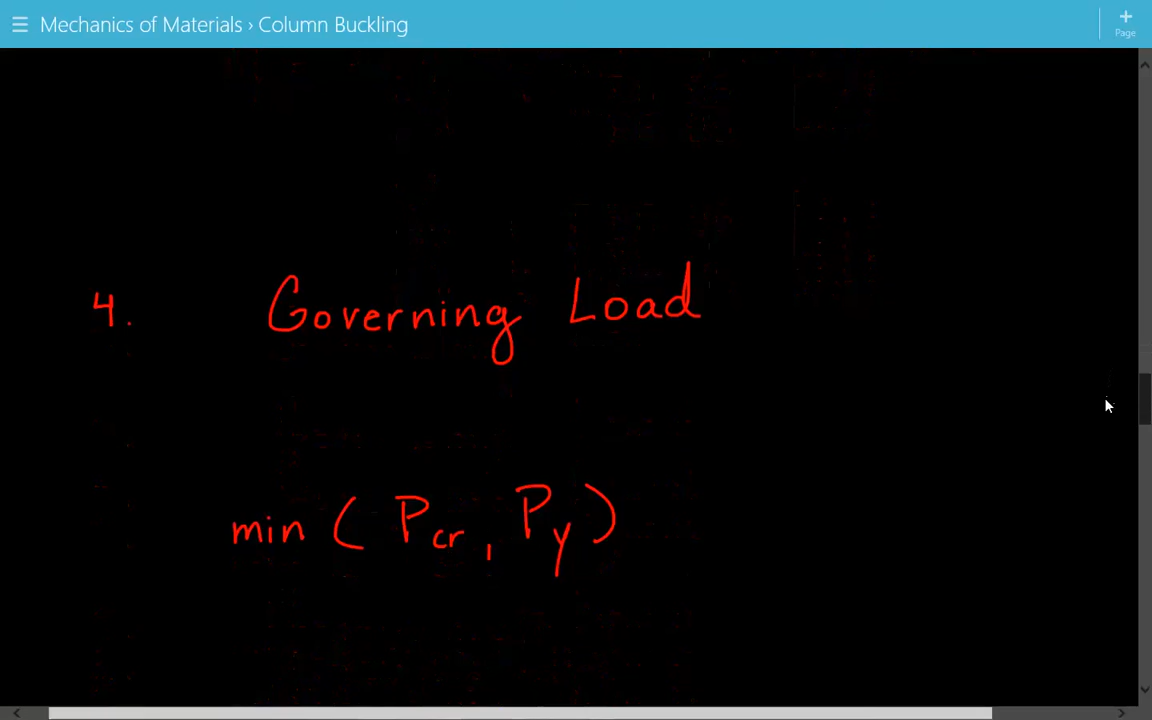 Mechanics of Materials › Column Buckling
Page
4. Governing Load
min ( Pcr, Py )